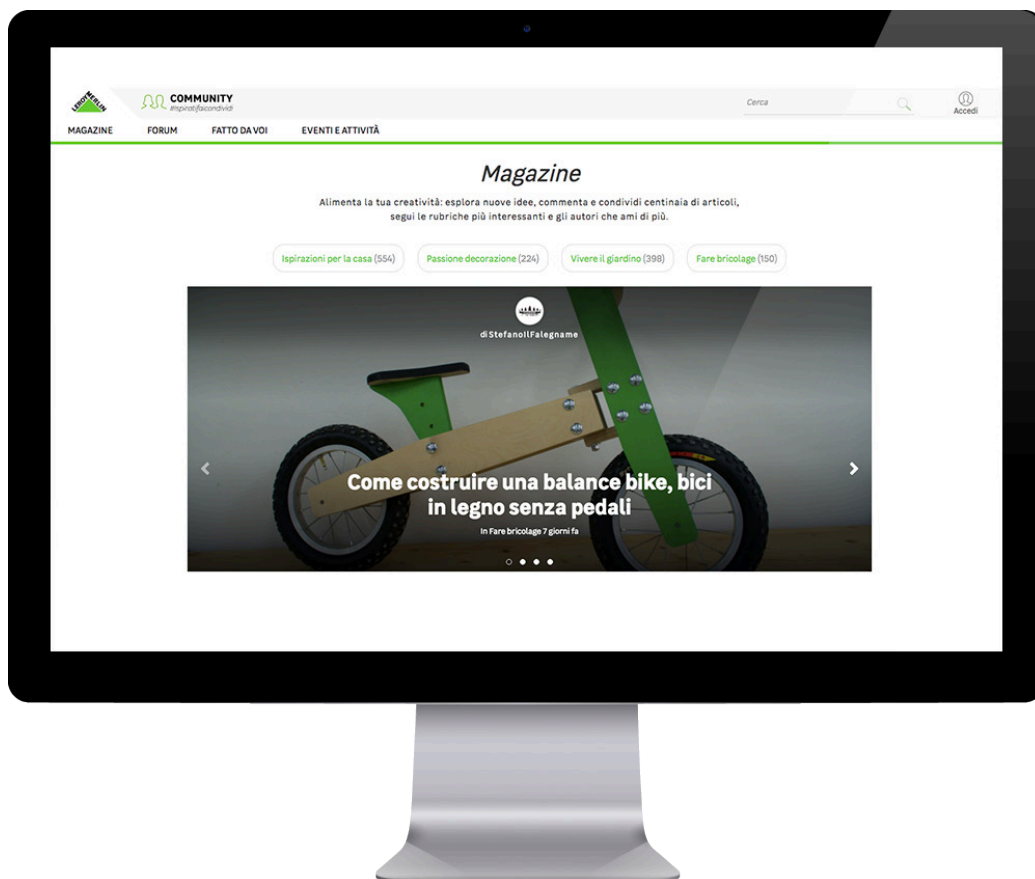 LEROY MERLIN
COMMUNITY
#ispiratifaicondividi
Cerca
Accedi
MAGAZINE FORUM FATTO DA VOI EVENTI E ATTIVITÀ
Magazine
Alimenta la tua creatività: esplora nuove idee, commenta e condividi centinaia di articoli,
segui le rubriche più interessanti e gli autori che ami di più.
Ispirazioni per la casa (554) Passione decorazione (224) Vivere il giardino (398) Fare bricolage (150)
di StefanoIlFalegname
Come costruire una balance bike, bici
in legno senza pedali
In Fare bricolage 7 giorni fa